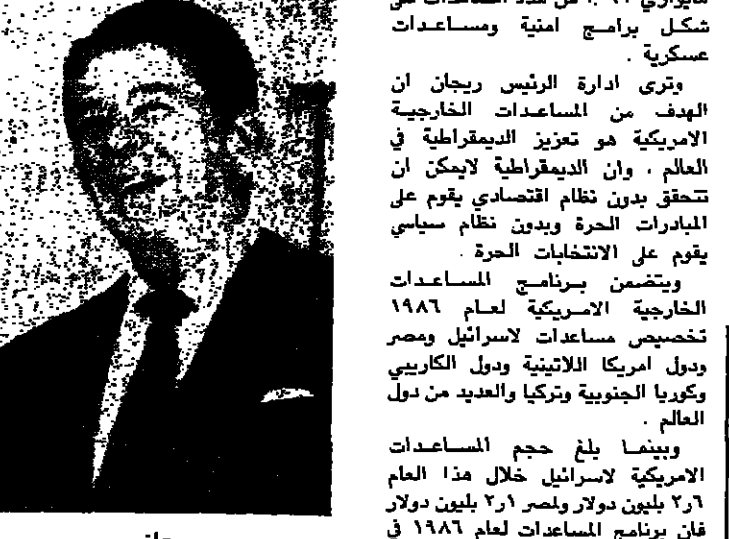 شكل برامج امنية ومساعدات
عسكرية .
وترى ادارة الرئيس ريجان ان
الهدف من المساعدات الخارجية
الامريكية هو تعزيز الديمقراطية في
العالم ، وان الديمقراطية لايمكن ان
تتحقق بدون نظام اقتصادي يقوم على
المبادرات الحرة وبدون نظام سياسي
يقوم على الانتخابات الحرة .
ويتضمن برنامج المساعدات
الخارجية الامريكية لعام ١٩٨٦
تخصيص مساعدات لاسرائيل ومصر
ودول امريكا اللاتينية ودول الكاريبي
وكوريا الجنوبية وتركيا والعديد من دول
العالم .
وبينما بلغ حجم المساعدات
الامريكية لاسرائيل خلال هذا العام
٦ر٢ بليون دولار ولمصر ١ر٢ بليون دولار
فان برنامج المساعدات لعام ١٩٨٦ في